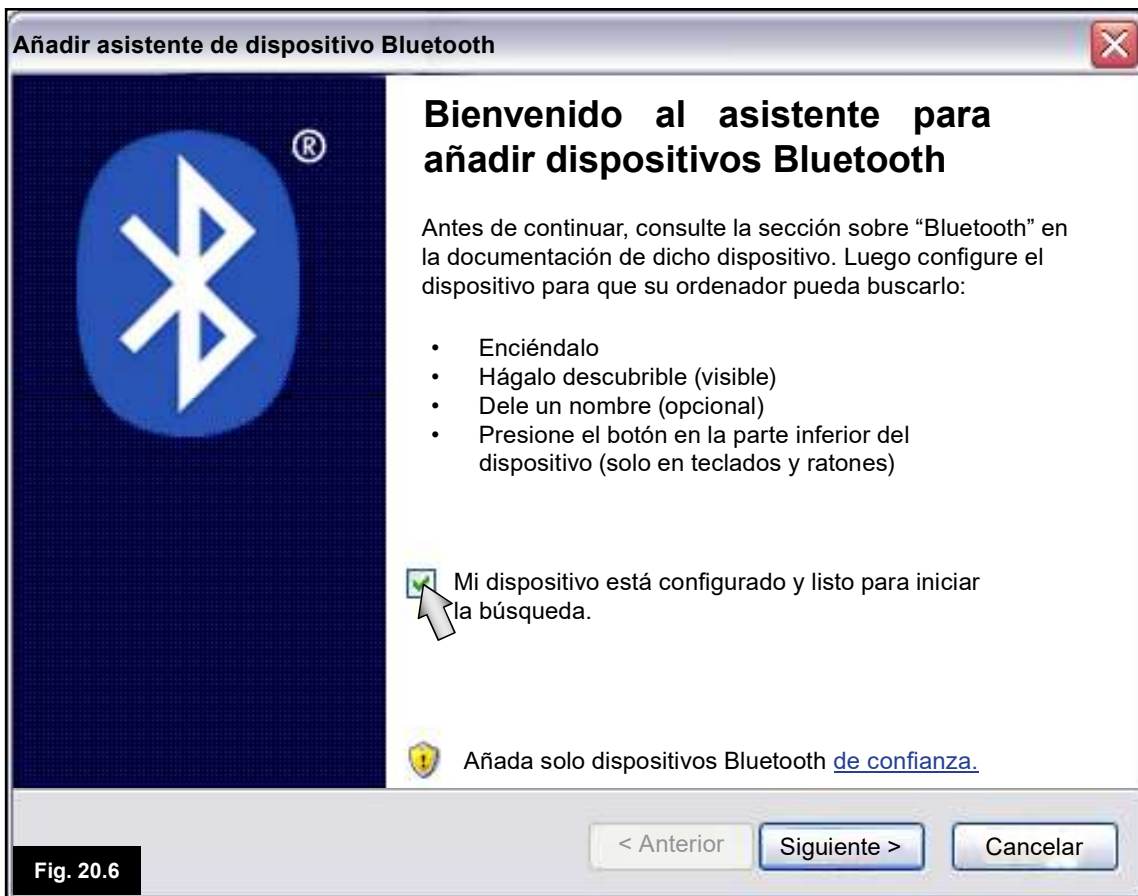 Añadir asistente de dispositivo Bluetooth
®
Bienvenido al asistente para
añadir dispositivos Bluetooth
Antes de continuar, consulte la sección sobre “Bluetooth” en
la documentación de dicho dispositivo. Luego configure el
dispositivo para que su ordenador pueda buscarlo:
• Enciéndalo
• Hágalo descubrible (visible)
• Dele un nombre (opcional)
• Presione el botón en la parte inferior del
dispositivo (solo en teclados y ratones)
Mi dispositivo está configurado y listo para iniciar
la búsqueda.
Añada solo dispositivos Bluetooth de confianza.
< Anterior Siguiente > Cancelar
Fig. 20.6